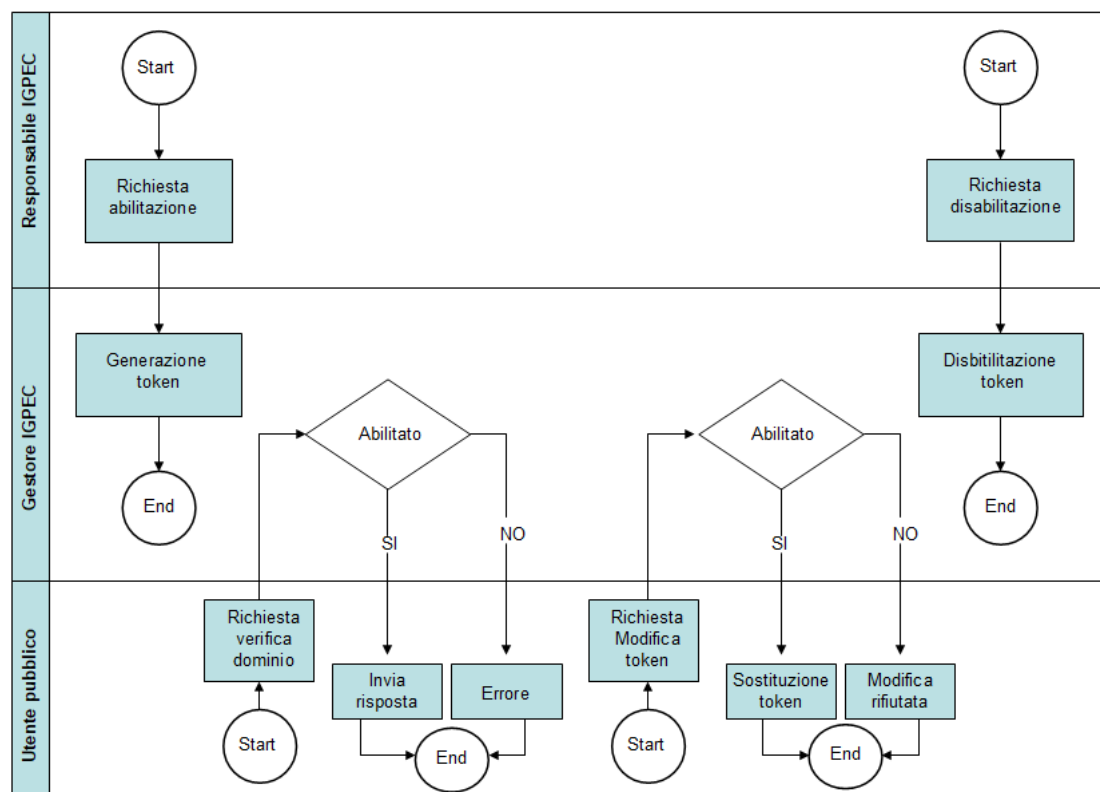 Responsabile IGPEC
Start
Start
Richiesta
abilitazione
Richiesta
disabilitazione
Gestore IGPEC
Generazione
token
Disbitilitazione
token
Abilitato
Abilitato
End
End
SI
NO
SI
NO
Utente pubblico
Richiesta
verifica
dominio
Richiesta
Modifica
token
Invia
risposta
Errore
Sostituzione
token
Modifica
rifiutata
Start
End
Start
End